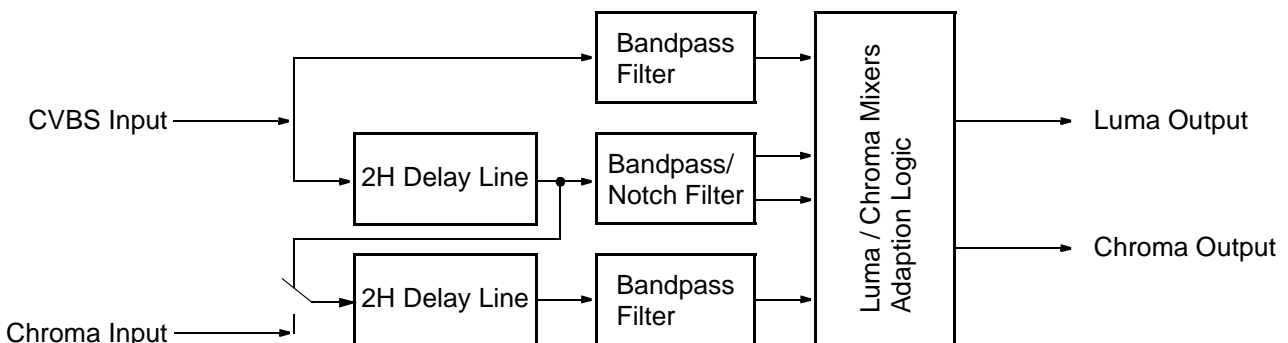 Bandpass
Filter
CVBS Input
2H Delay Line
Bandpass/
Notch Filter
Luma / Chroma Mixers
Adaption Logic
Luma Output
Chroma Output
2H Delay Line
Bandpass
Filter
Chroma Input